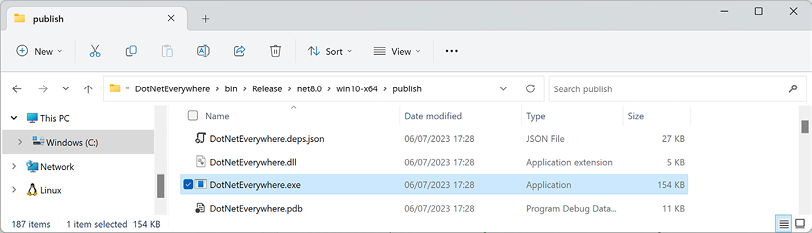 publish
New Sort View
« DotNetEverywhere › bin › Release › net8.0 › win10-x64 › publish Search publish
This PC
Windows (C:)
Network
Linux
Name Date modified Type Size
DotNetEverywhere.deps.json 06/07/2023 17:28 JSON File 27 KB
DotNetEverywhere.dll 06/07/2023 17:28 Application extension 5 KB
DotNetEverywhere.exe 06/07/2023 17:28 Application 154 KB
DotNetEverywhere.pdb 06/07/2023 17:28 Program Debug Data... 11 KB
187 items 1 item selected 154 KB